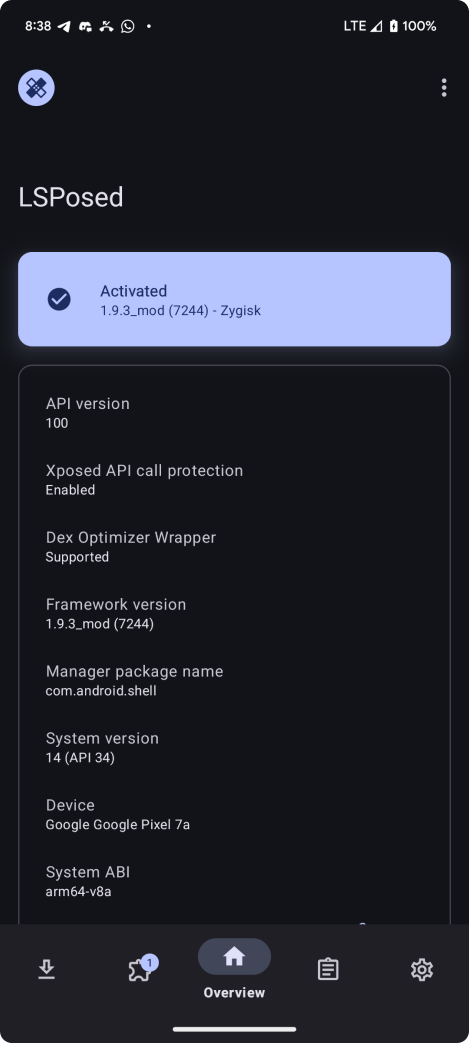 8:38
LTE 100%
LSPosed
Activated
1.9.3_mod (7244) - Zygisk
API version
100
Xposed API call protection
Enabled
Dex Optimizer Wrapper
Supported
Framework version
1.9.3_mod (7244)
Manager package name
com.android.shell
System version
14 (API 34)
Device
Google Google Pixel 7a
System ABI
arm64-v8a
1
Overview